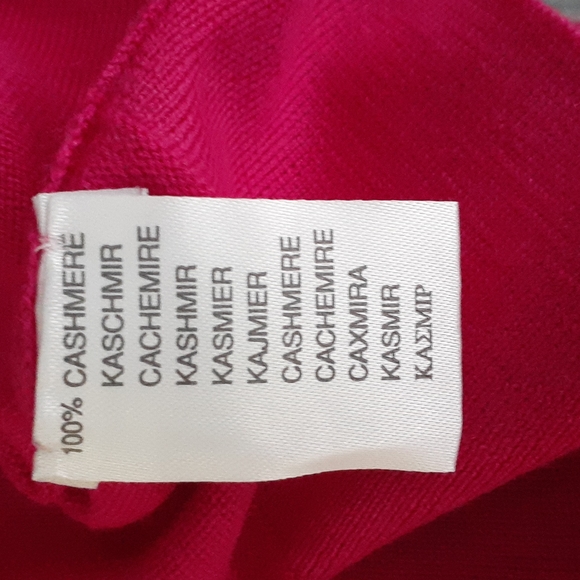 100% CASHMERE
KASCHMIR
CACHEMIRE
KASHMIR
KASMIER
KAJMIER
CASHMERE
CACHEMIRE
CAXMIRA
KASMIR
ΚΑΣΜΙΡ